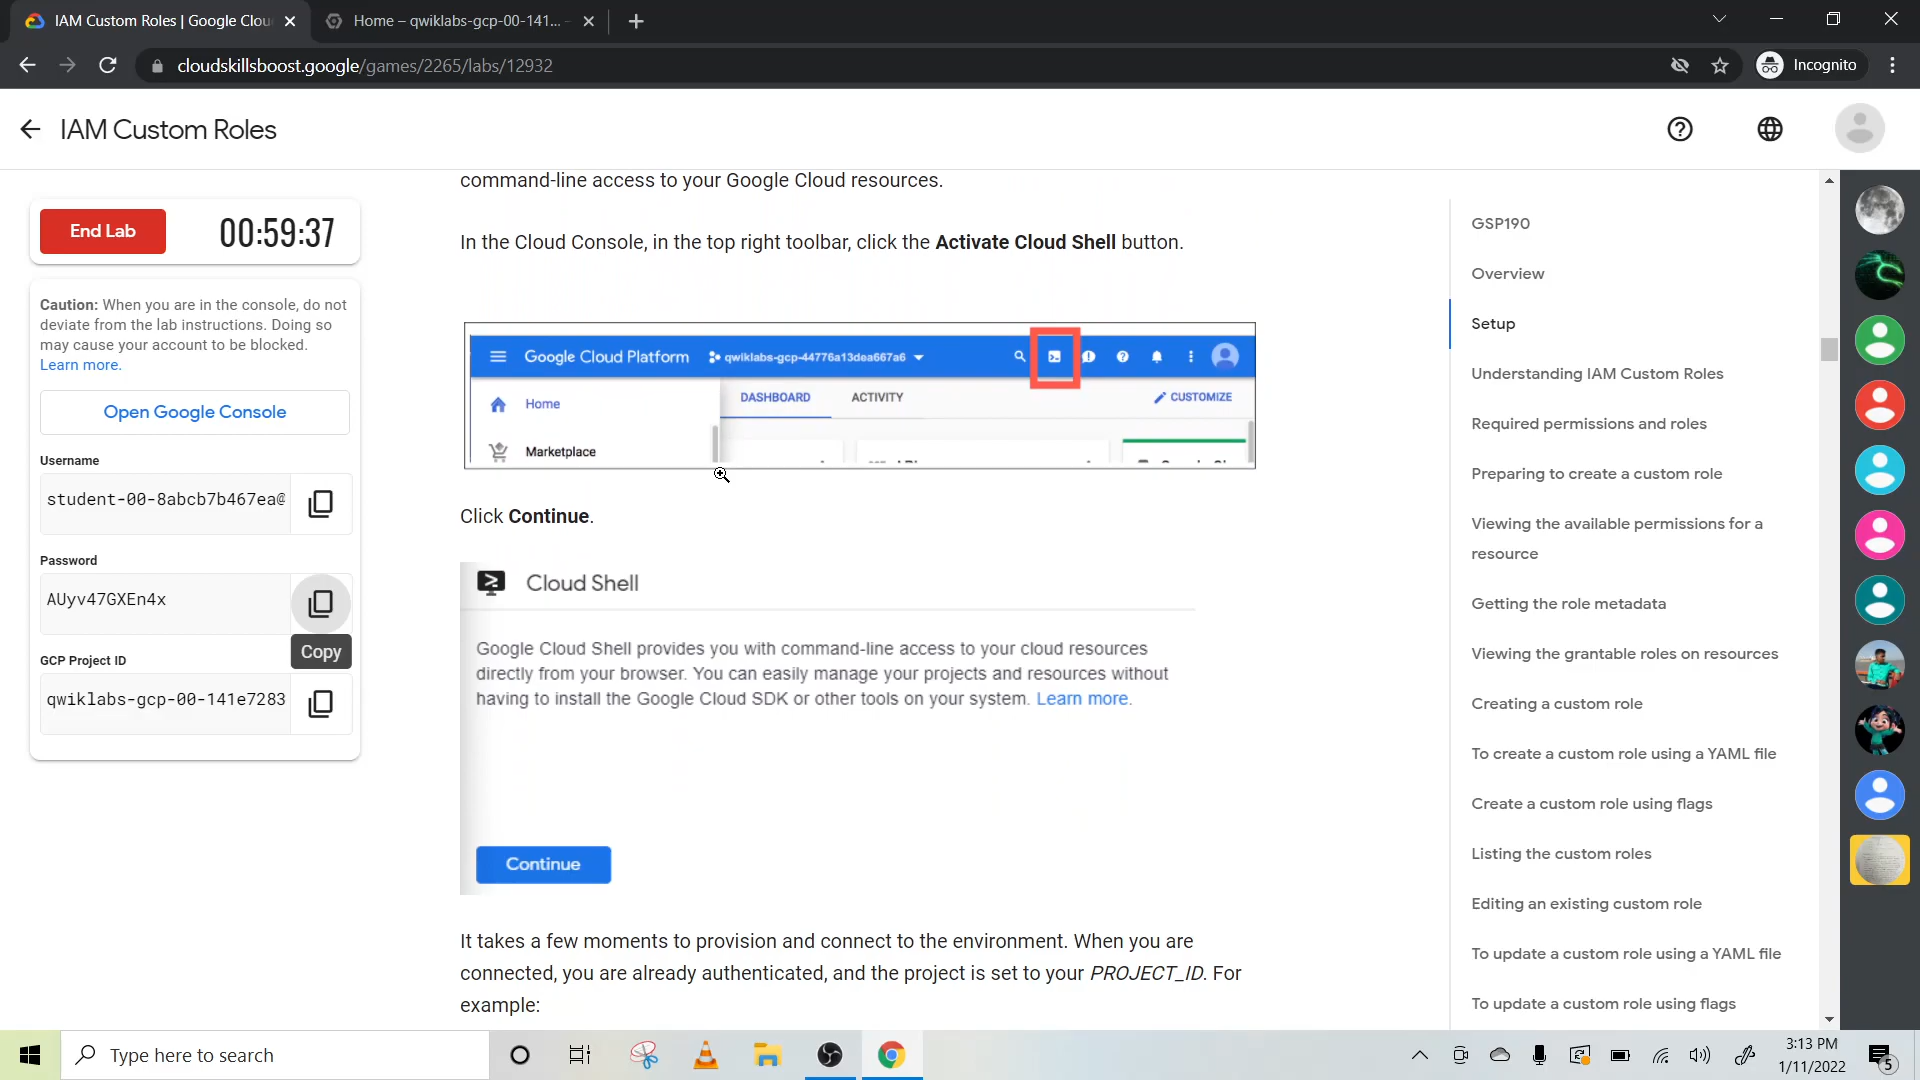 IAM Custom Roles | Google Clou
Home – qwiklabs-gcp-00-141...
cloudskillsboost.google/games/2265/labs/12932
Incognito
IAM Custom Roles
End Lab
00:59:37
Caution: When you are in the console, do not
deviate from the lab instructions. Doing so
may cause your account to be blocked.
Learn more.
Open Google Console
Username
student-00-8abcb7b467ea@
Password
AUyv47GXEn4x
Copy
GCP Project ID
qwiklabs-gcp-00-141e7283
command-line access to your Google Cloud resources.
In the Cloud Console, in the top right toolbar, click the Activate Cloud Shell button.
Google Cloud Platform
qwiklabs-gcp-44776a13dea667a6
Home
DASHBOARD
ACTIVITY
CUSTOMIZE
Marketplace
Click Continue.
Cloud Shell
Google Cloud Shell provides you with command-line access to your cloud resources
directly from your browser. You can easily manage your projects and resources without
having to install the Google Cloud SDK or other tools on your system. Learn more.
Continue
It takes a few moments to provision and connect to the environment. When you are
connected, you are already authenticated, and the project is set to your PROJECT_ID. For
example:
GSP190
Overview
Setup
Understanding IAM Custom Roles
Required permissions and roles
Preparing to create a custom role
Viewing the available permissions for a
resource
Getting the role metadata
Viewing the grantable roles on resources
Creating a custom role
To create a custom role using a YAML file
Create a custom role using flags
Listing the custom roles
Editing an existing custom role
To update a custom role using a YAML file
To update a custom role using flags
Type here to search
3:13 PM
1/11/2022
5